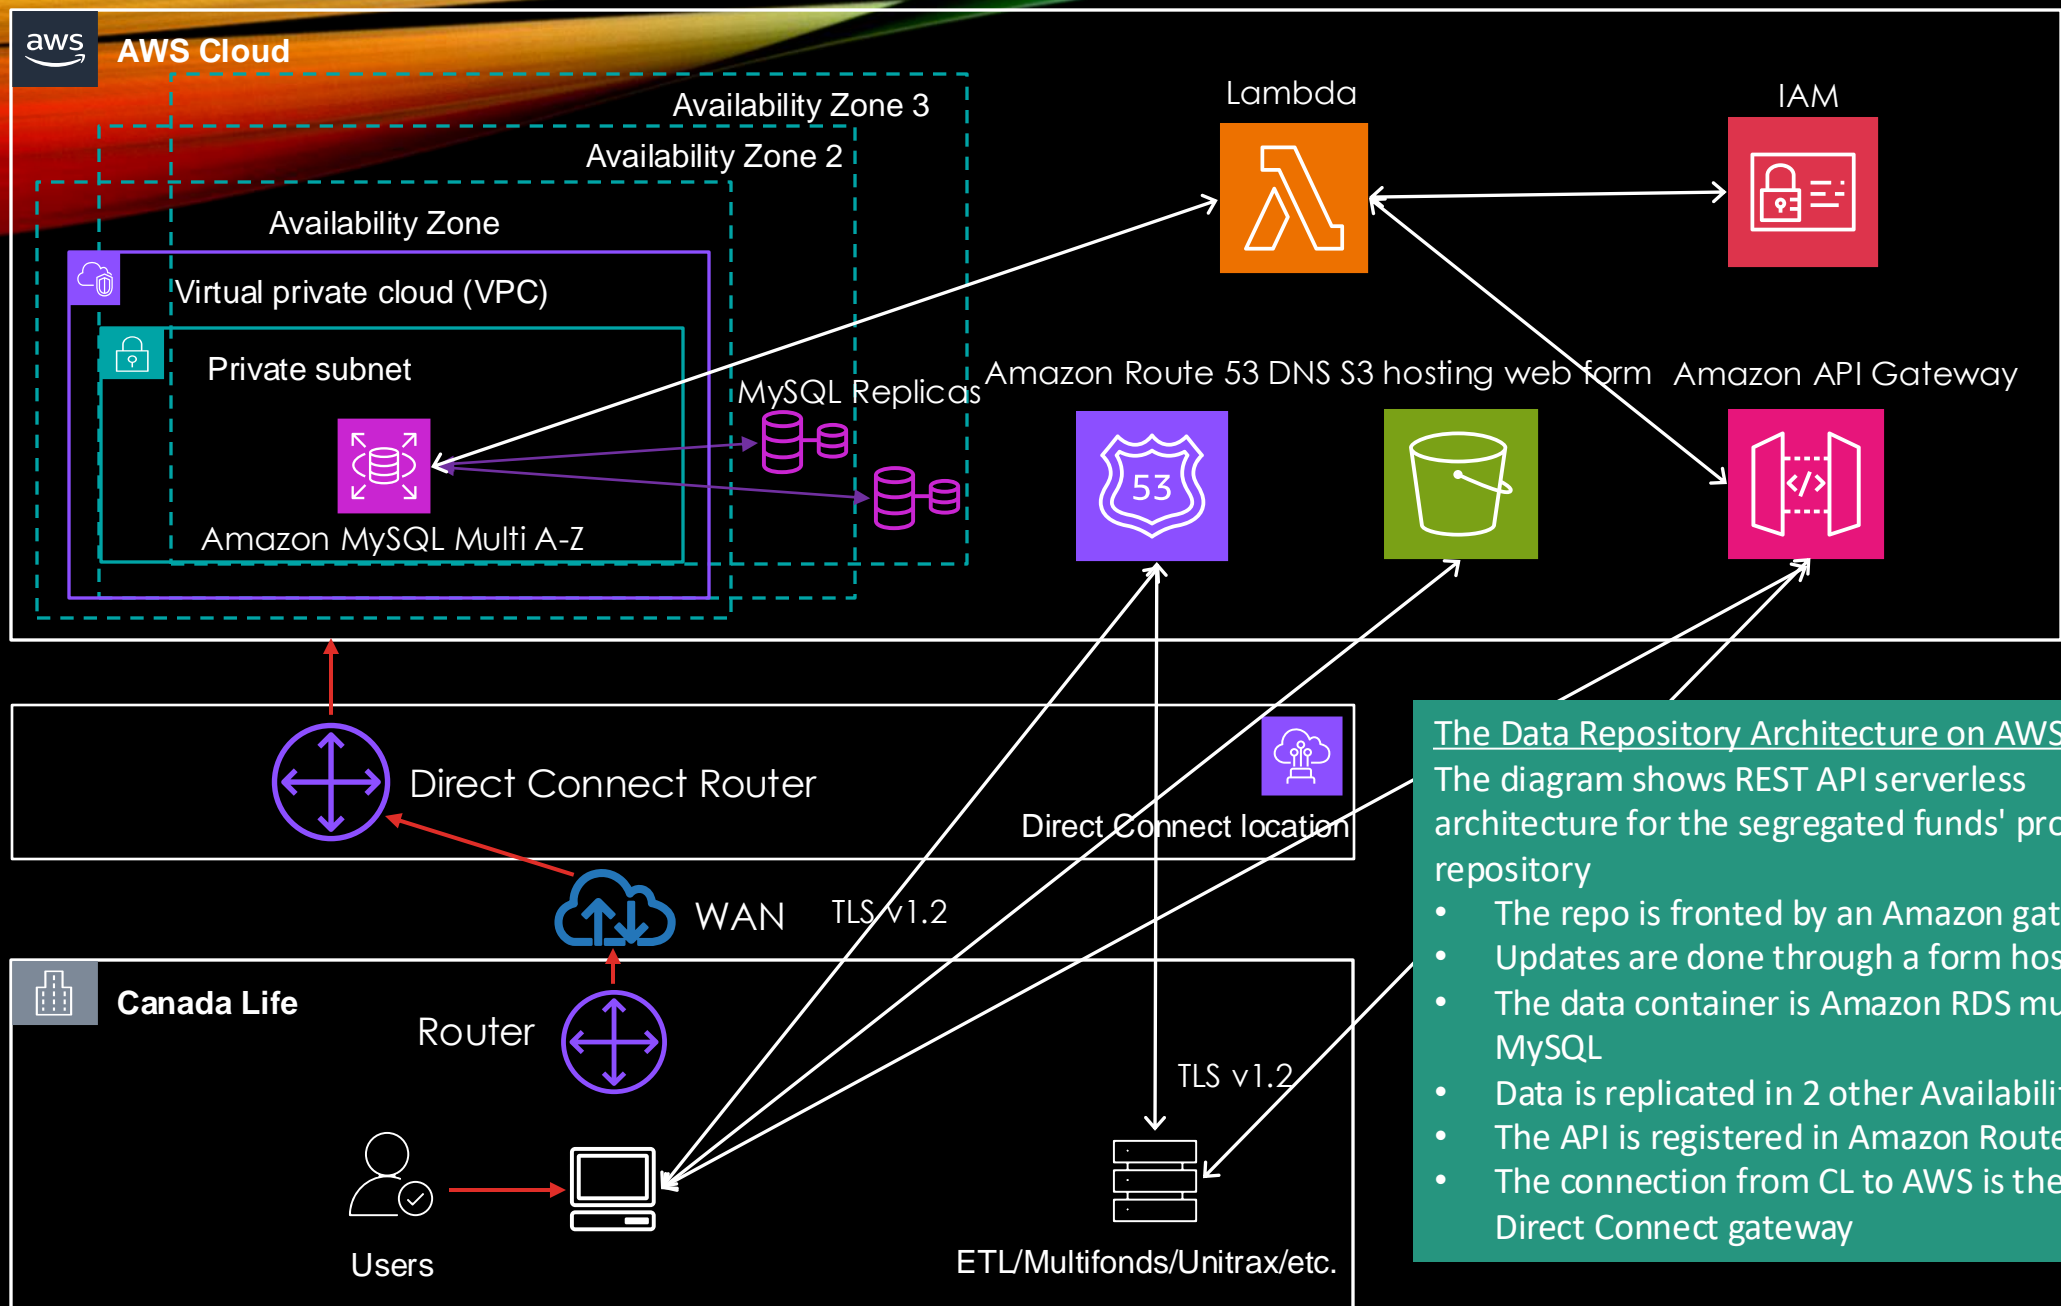 aws
AWS Cloud
Availability Zone 3
Availability Zone 2
Availability Zone
Virtual private cloud (VPC)
Private subnet
Amazon MySQL Multi A-Z
MySQL Replicas
Lambda
IAM
Amazon Route 53 DNS
S3 hosting web form
Amazon API Gateway
53
</>
Direct Connect Router
Direct Connect location
WAN
TLS v1.2
Canada Life
Router
TLS v1.2
Users
ETL/Multifonds/Unitrax/etc.
The Data Repository Architecture on AWS
The diagram shows REST API serverless
architecture for the segregated funds'
repository
• The repo is fronted by an Amazon
• Updates are done through a form
• The data container is Amazon RDS
MySQL
• Data is replicated in 2 other
• The API is registered in Amazon Route
• The connection from CL to AWS is the
Direct Connect gateway